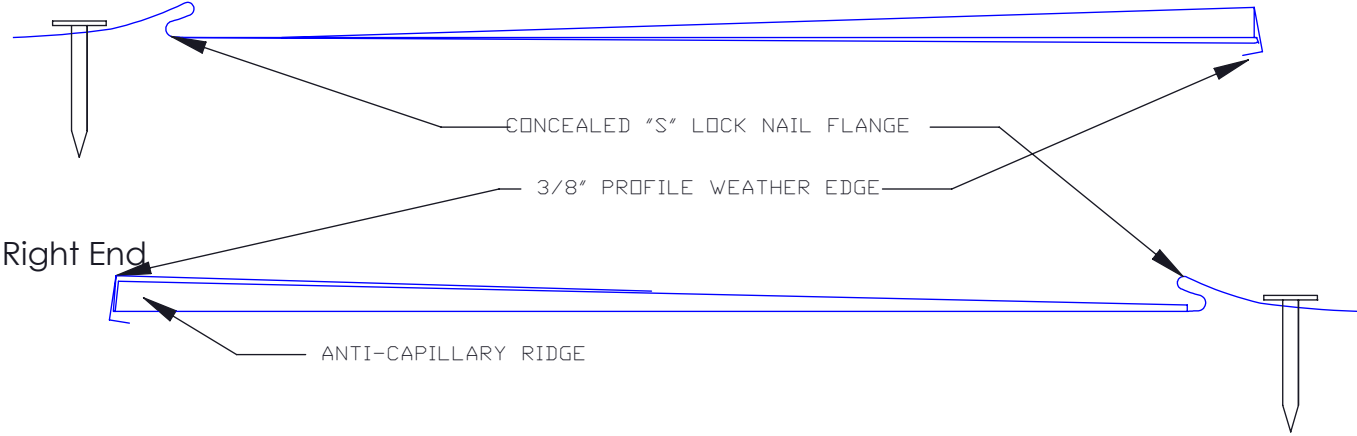 CONCEALED "S" LOCK NAIL FLANGE
3/8" PROFILE WEATHER EDGE
Right End
ANTI-CAPILLARY RIDGE